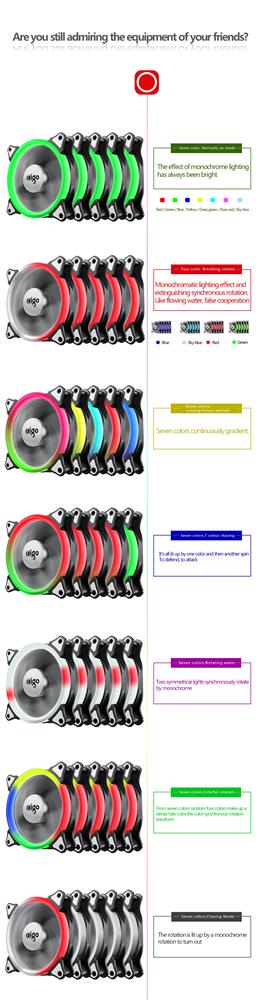 Are you still admiring the equipment of your friends?
aigo
Seven color, Normally on mode
The effect of monochrome lighting
has always been bright
Red / Green / Blue / Yellow / Grass green / Rose-red / Sky blue
aigo
Four color Breathing rotates
Monochromatic lighting effect and
extinguishing synchronous rotation.
Like flowing water, false cooperation
Blue
Sky blue
Red
Green
aigo
Seven colors
Seven colors continuously gradient.
aigo
Seven colors,7 colour chasing
It's all lit up by one color and then another spin
To defend, to attack
aigo
Seven colors,Rotating water
Two symmetrical lights synchronously rotate
by monochrome
aigo
Seven colors,Colorful rotation
From seven colors random four colors make up a
dense halo color.the color synchronous rotation
transform
aigo
Seven colors,Chasing Mode
The rotation is lit up by a monochrome
rotation to turn out